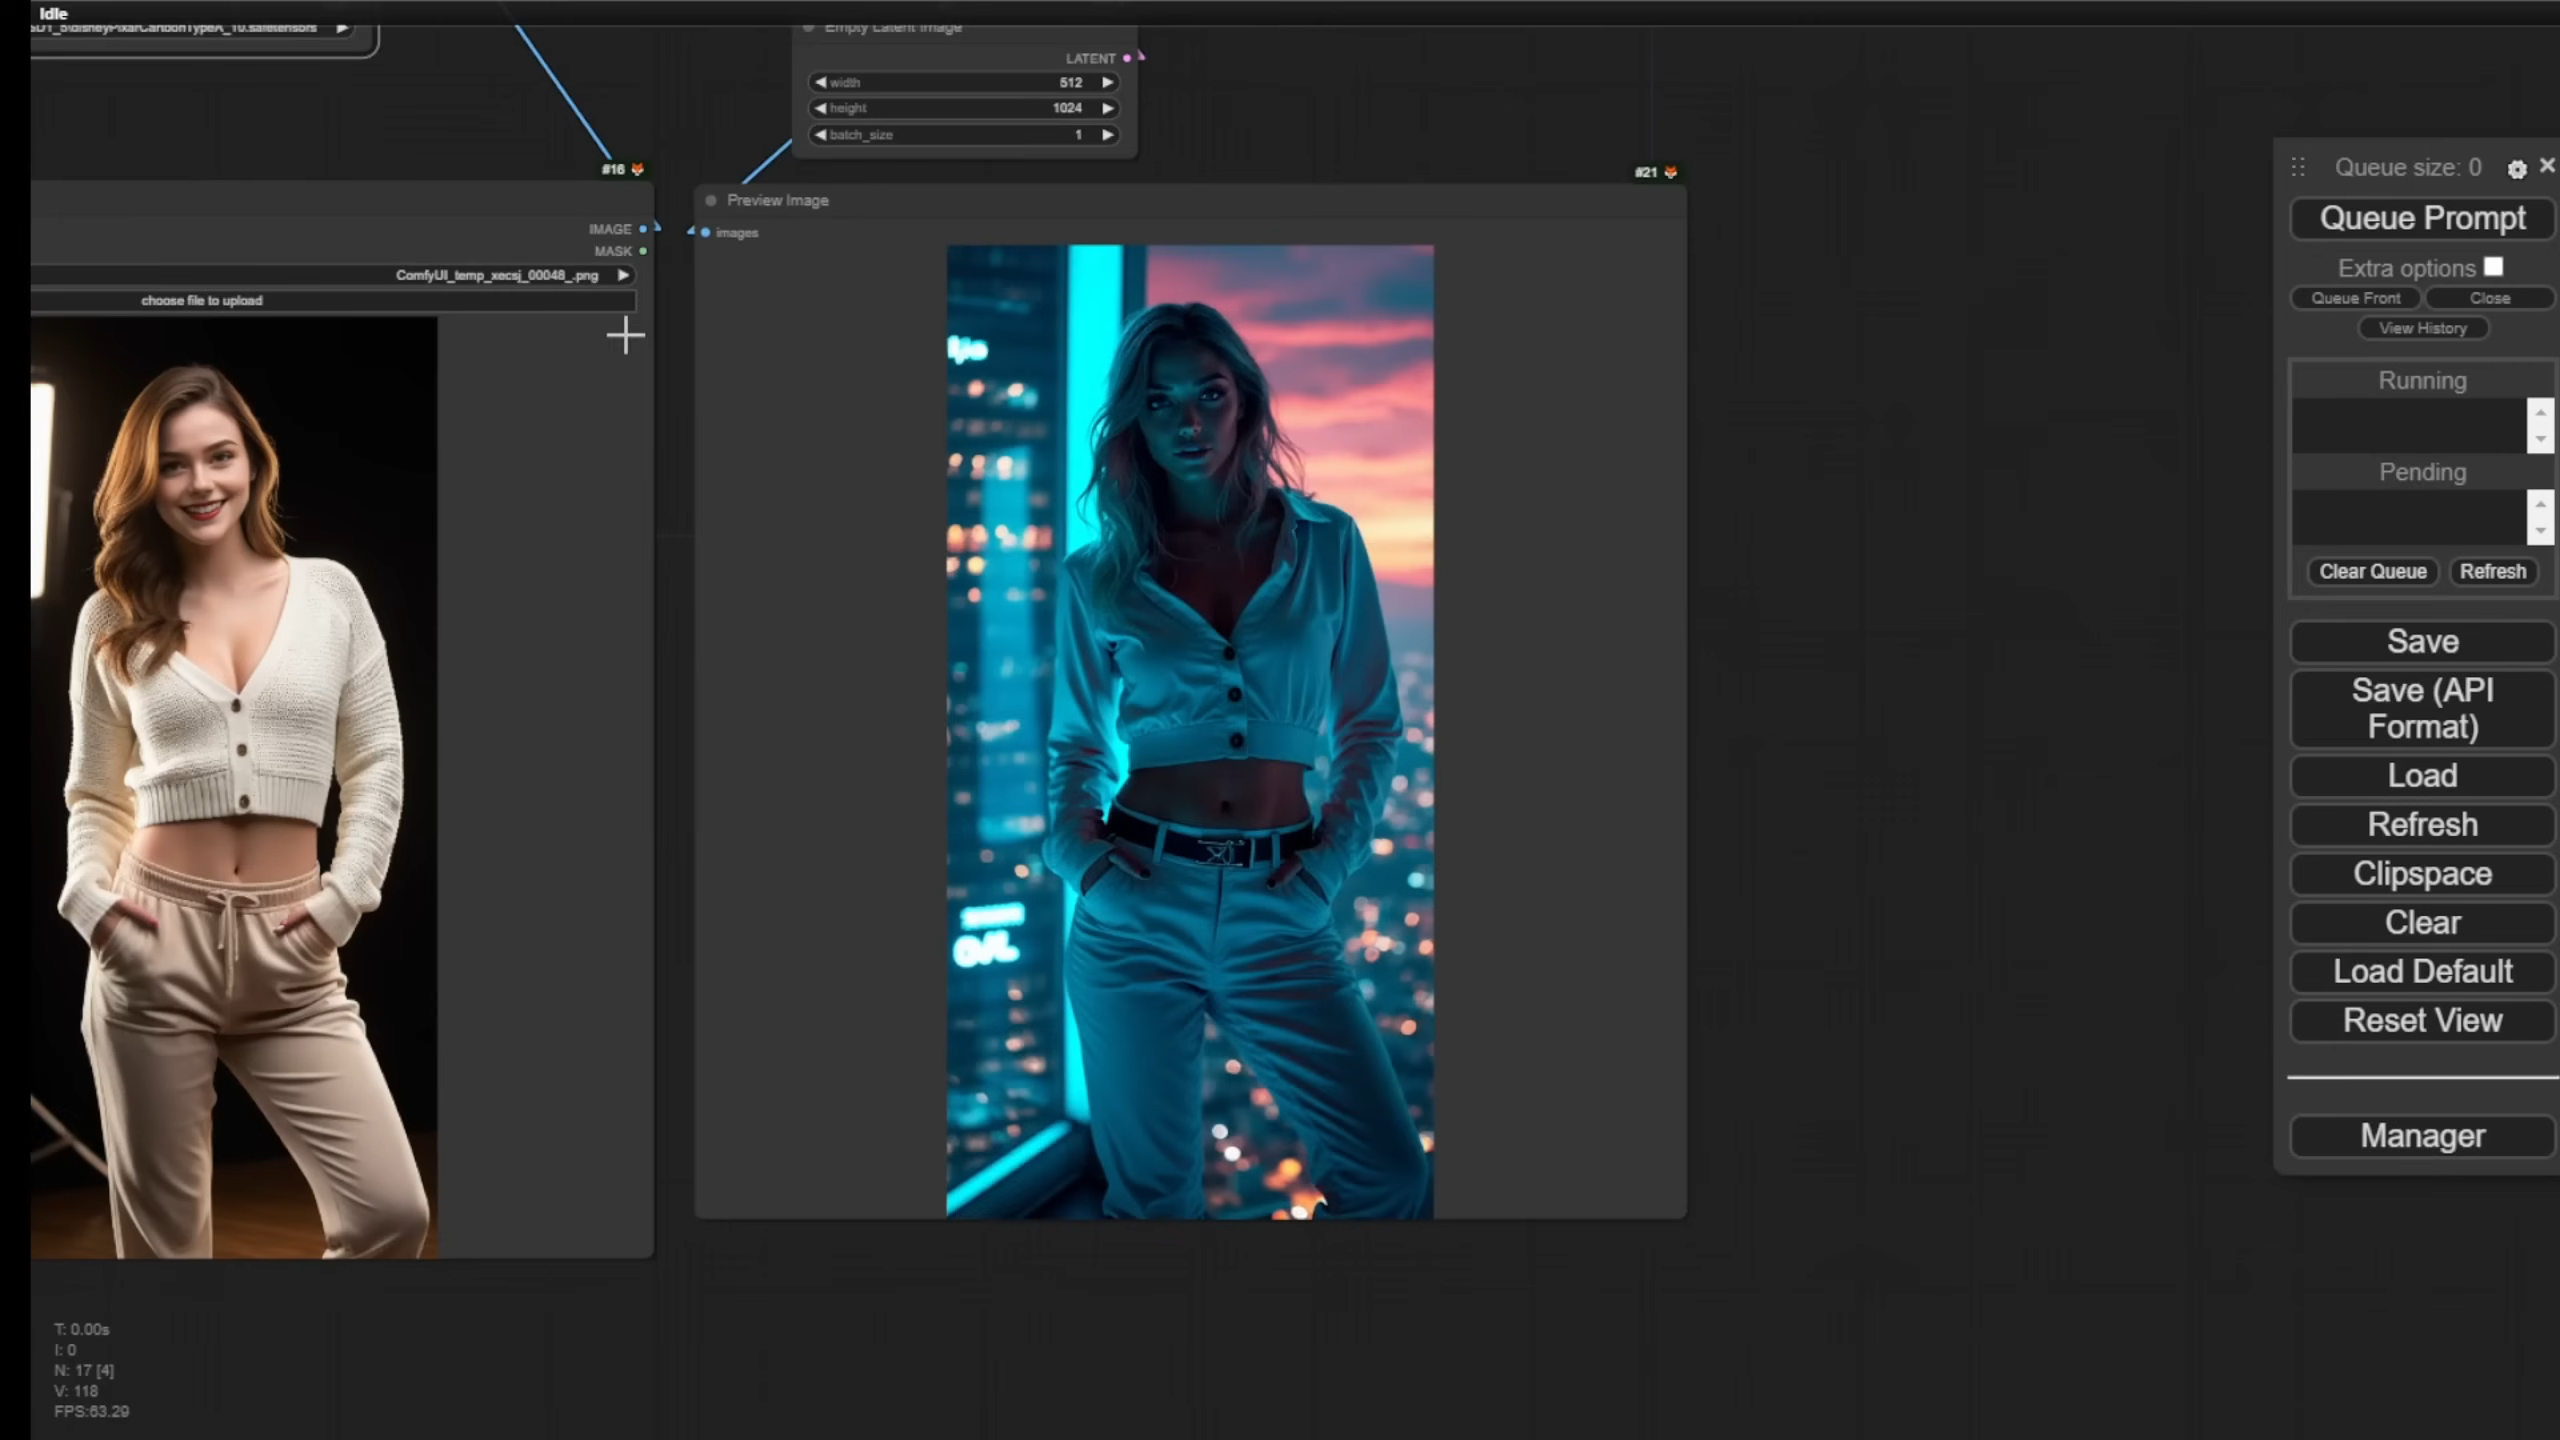 Idle
SD1_5\disneyPixarCartoonTypeA_10.safetensors
Empty Latent Image
LATENT
width 512
height 1024
batch_size 1
#16
IMAGE
MASK
ComfyUI_temp_xecsj_00048_.png
choose file to upload
#21
Preview Image
images
Queue size: 0
Queue Prompt
Extra options
Queue Front
Close
View History
Running
Pending
Clear Queue
Refresh
Save
Save (API
Format)
Load
Refresh
Clipspace
Clear
Load Default
Reset View
Manager
T: 0.00s
I: 0
N: 17 [4]
V: 118
FPS:63.29